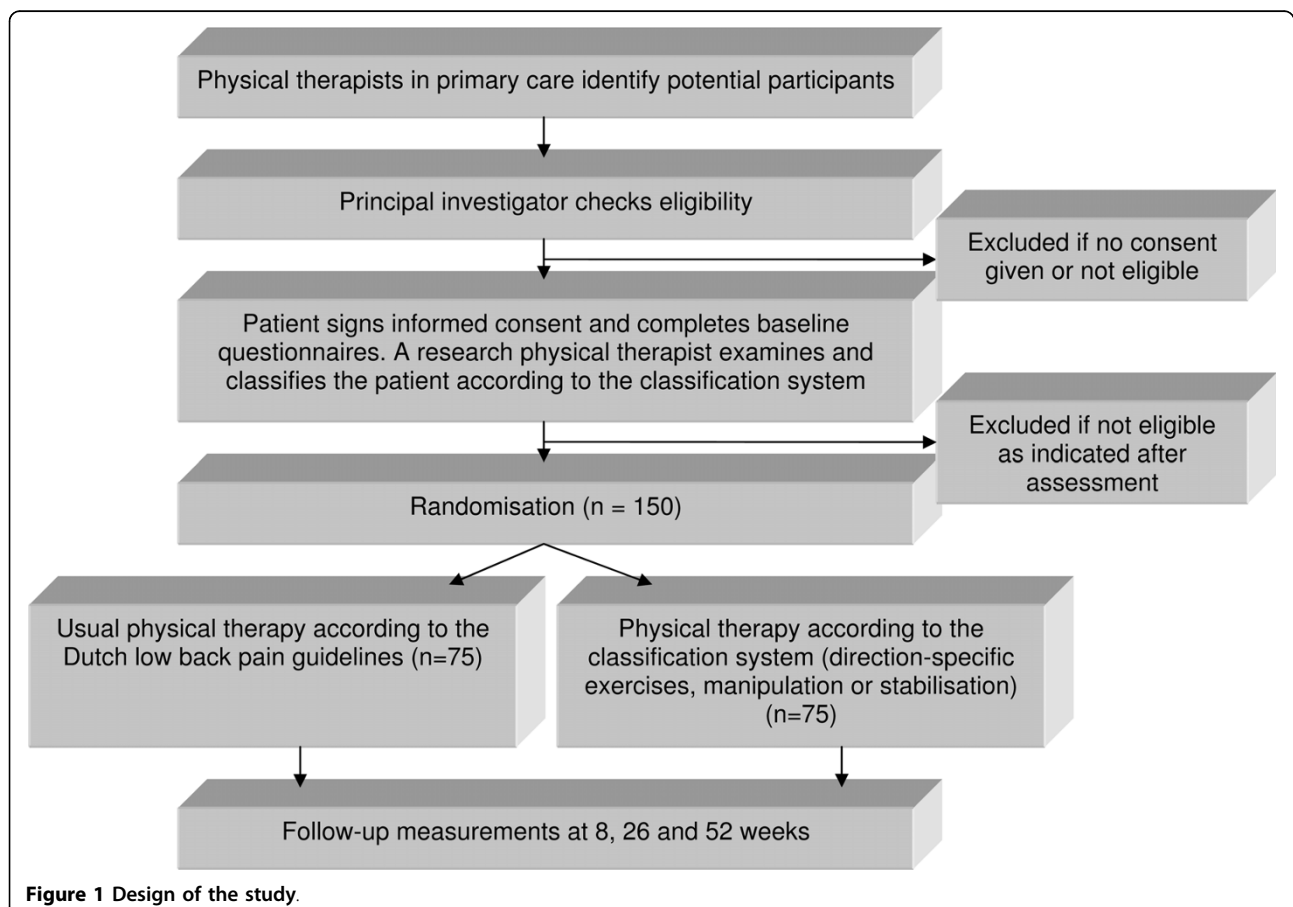 Physical therapists in primary care identify potential participants
Principal investigator checks eligibility
Excluded if no consent
given or not eligible
Patient signs informed consent and completes baseline
questionnaires. A research physical therapist examines and
classifies the patient according to the classification system
Excluded if not eligible
as indicated after
assessment
Randomisation (n = 150)
Usual physical therapy according to the
Dutch low back pain guidelines (n=75)
Physical therapy according to the
classification system (direction-specific
exercises, manipulation or stabilisation)
(n=75)
Follow-up measurements at 8, 26 and 52 weeks
Figure 1 Design of the study.